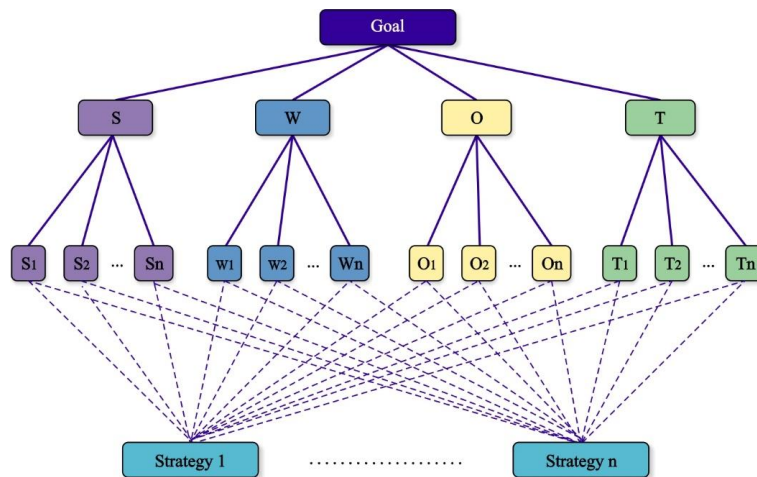 Goal
S W O T
S1 S2 ... Sn w1 w2 ... Wn O1 O2 ... On T1 T2 ... Tn
Strategy 1 ..................... Strategy n